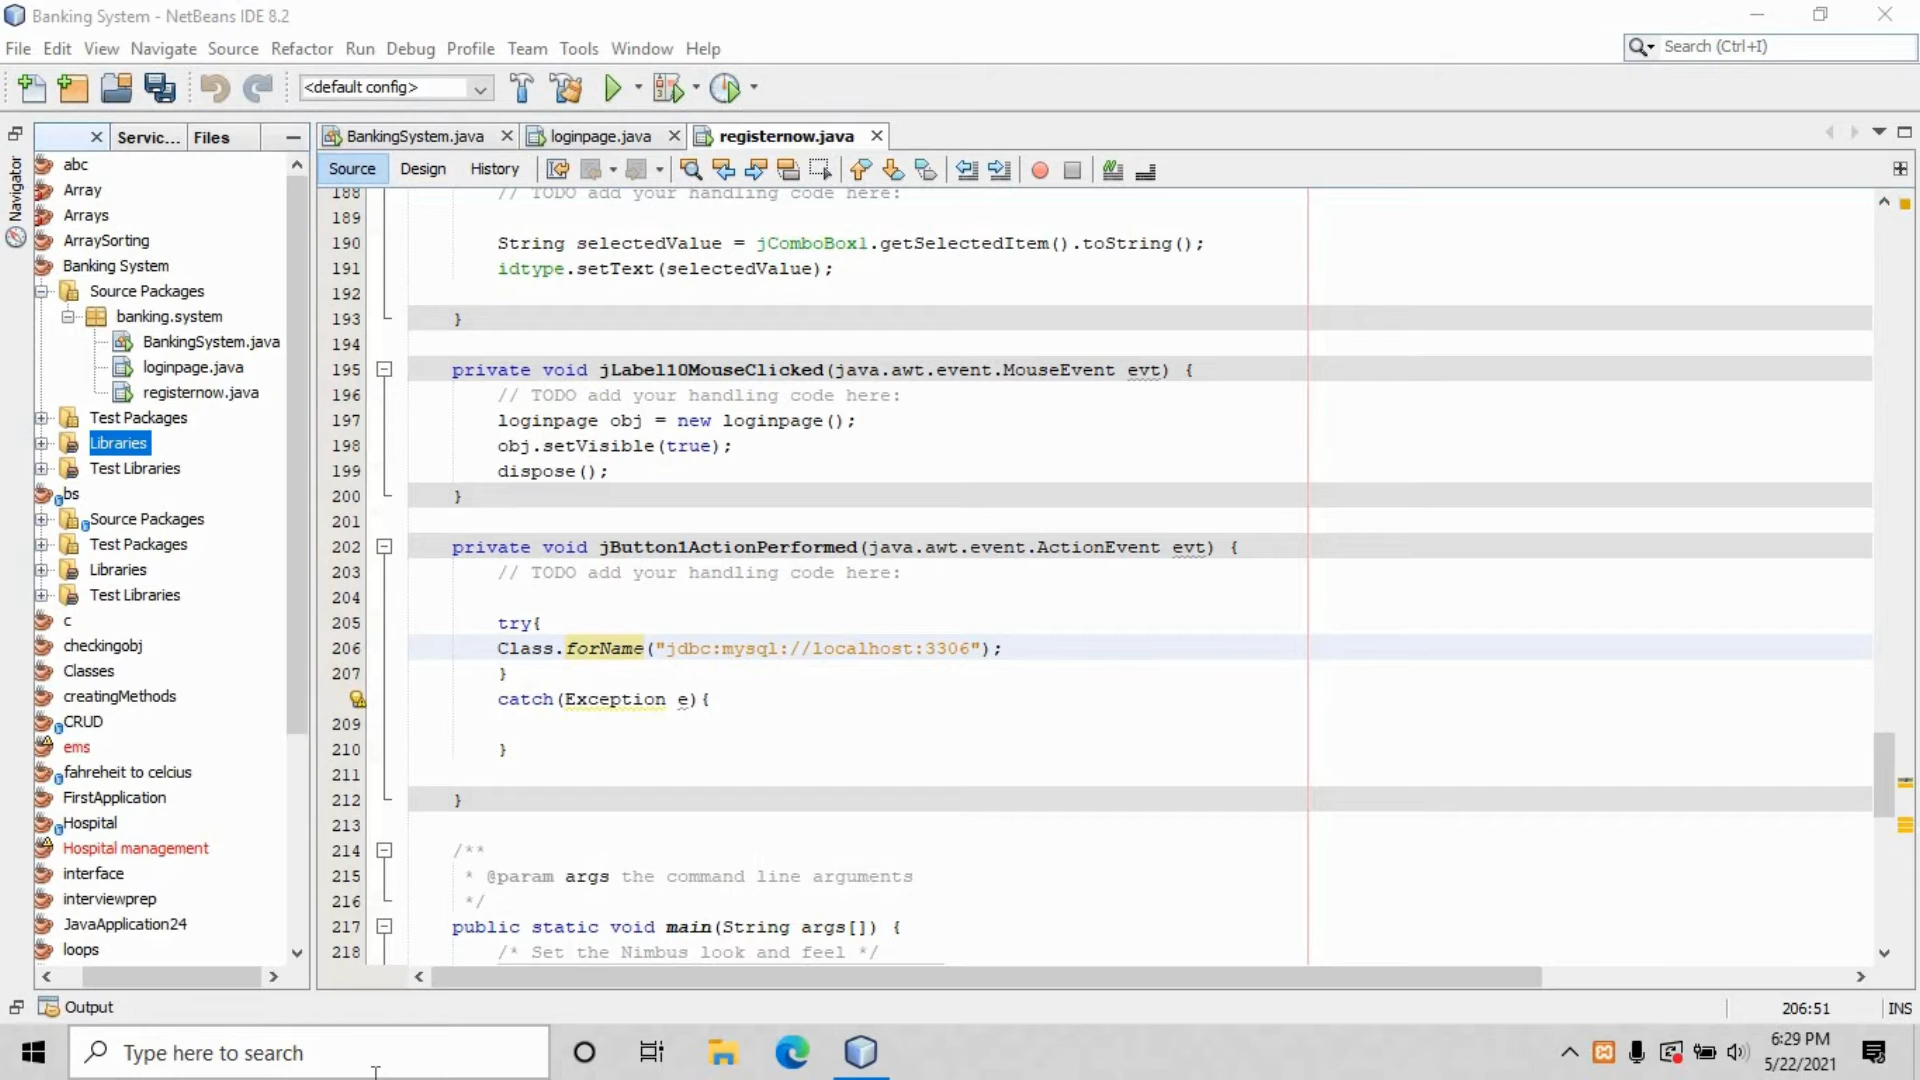 Banking System - NetBeans IDE 8.2
File Edit View Navigate Source Refactor Run Debug Profile Team Tools Window Help
Search (Ctrl+I)
<default config>
Servic... Files
BankingSystem.java
loginpage.java
registernow.java
Source Design History
Navigator
abc
Array
Arrays
ArraySorting
Banking System
Source Packages
banking.system
BankingSystem.java
loginpage.java
registernow.java
Test Packages
Libraries
Test Libraries
bs
Source Packages
Test Packages
Libraries
Test Libraries
c
checkingobj
Classes
creatingMethods
CRUD
ems
fahreheit to celcius
FirstApplication
Hospital
Hospital management
interface
interviewprep
JavaApplication24
loops
188 // TODO add your handling code here:
189
190 String selectedValue = jComboBox1.getSelectedItem().toString();
191 idtype.setText(selectedValue);
192
193 }
194
195 private void jLabel10MouseClicked(java.awt.event.MouseEvent evt) {
196 // TODO add your handling code here:
197 loginpage obj = new loginpage();
198 obj.setVisible(true);
199 dispose();
200 }
201
202 private void jButton1ActionPerformed(java.awt.event.ActionEvent evt) {
203 // TODO add your handling code here:
204
205 try{
206 Class.forName("jdbc:mysql://localhost:3306");
207 }
catch(Exception e){
209
210 }
211
212 }
213
214 /**
215 * @param args the command line arguments
216 */
217 public static void main(String args[]) {
218 /* Set the Nimbus look and feel */
Output
206:51 INS
Type here to search
6:29 PM
5/22/2021